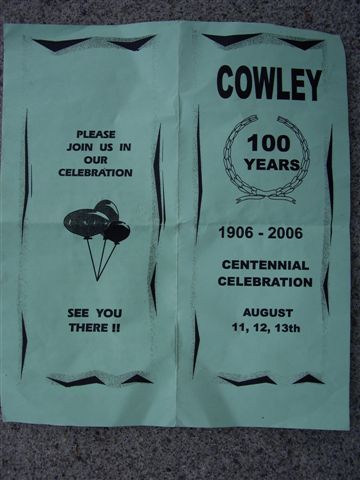 PLEASE
JOIN US IN
OUR
CELEBRATION
SEE YOU
THERE !!
COWLEY
100
YEARS
1906 - 2006
CENTENNIAL
CELEBRATION
AUGUST
11, 12, 13th